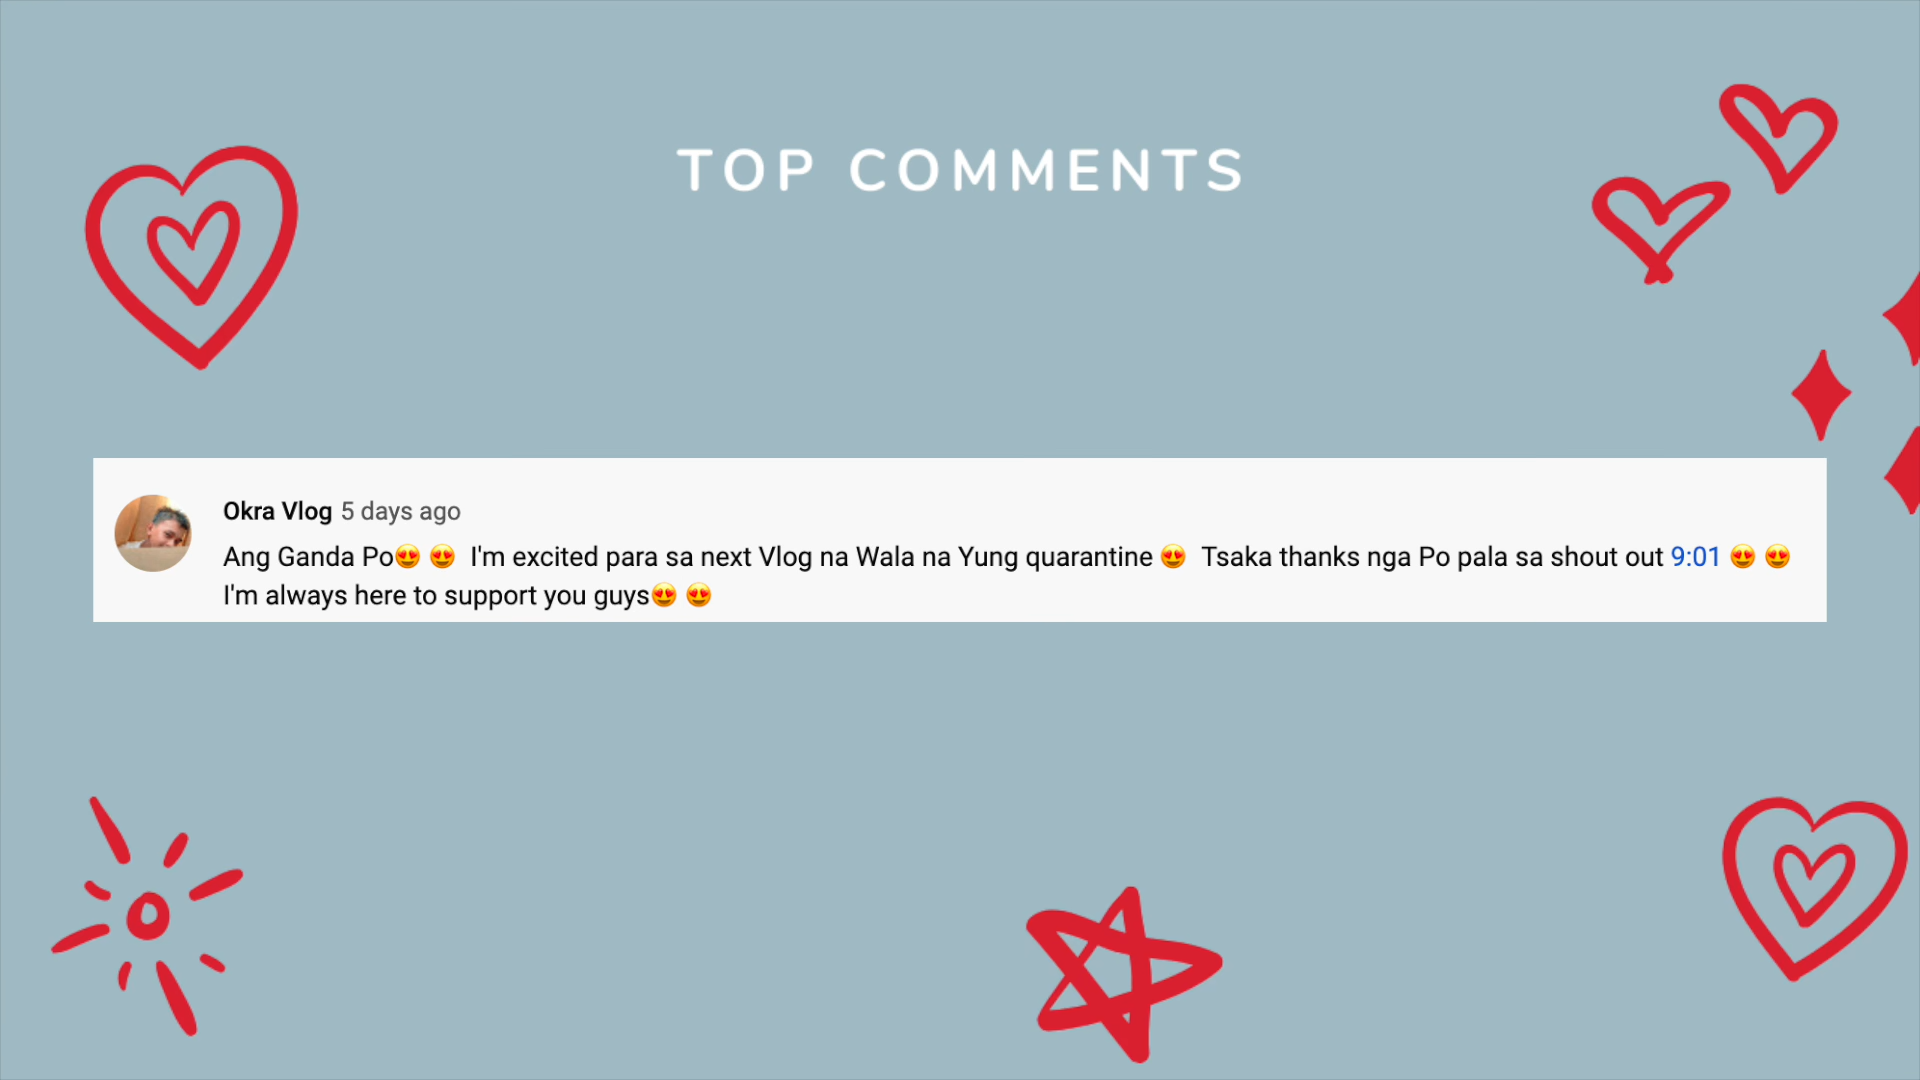 TOP COMMENTS
Okra Vlog 5 days ago
Ang Ganda Po😍 😍 I'm excited para sa next Vlog na Wala na Yung quarantine 😍 Tsaka thanks nga Po pala sa shout out 9:01 😍 😍
I'm always here to support you guys😍 😍